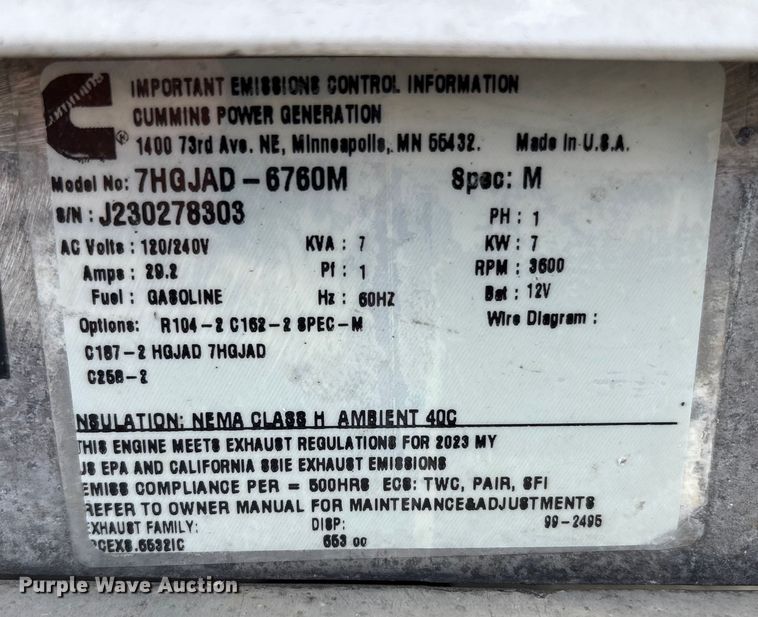 CUMMINS
IMPORTANT EMISSIONS CONTROL INFORMATION
CUMMINS POWER GENERATION
1400 73rd Ave. NE, Minneapolis, MN 55432. Made In U.S.A.
Model No: 7HGJAD-6760M Spec: M
S/N: J230278303 PH: 1
AC Volts: 120/240V KVA: 7 KW: 7
Amps: 29.2 Pf: 1 RPM: 3600
Fuel: GASOLINE Hz: 60HZ Bat: 12V
Options: R104-2 C162-2 SPEC-M Wire Diagram:
C187-2 HGJAD 7HGJAD
C258-2
NSULATION: NEMA CLASS H AMBIENT 40C
THIS ENGINE MEETS EXHAUST REGULATIONS FOR 2023 MY
US EPA AND CALIFORNIA SSIE EXHAUST EMISSIONS
EMISS COMPLIANCE PER = 500HRS ECS: TWC, PAIR, SFI
REFER TO OWNER MANUAL FOR MAINTENANCE&ADJUSTMENTS
EXHAUST FAMILY: DISP: 99-2495
PCEXS.5532IC 553 cc
Purple Wave Auction